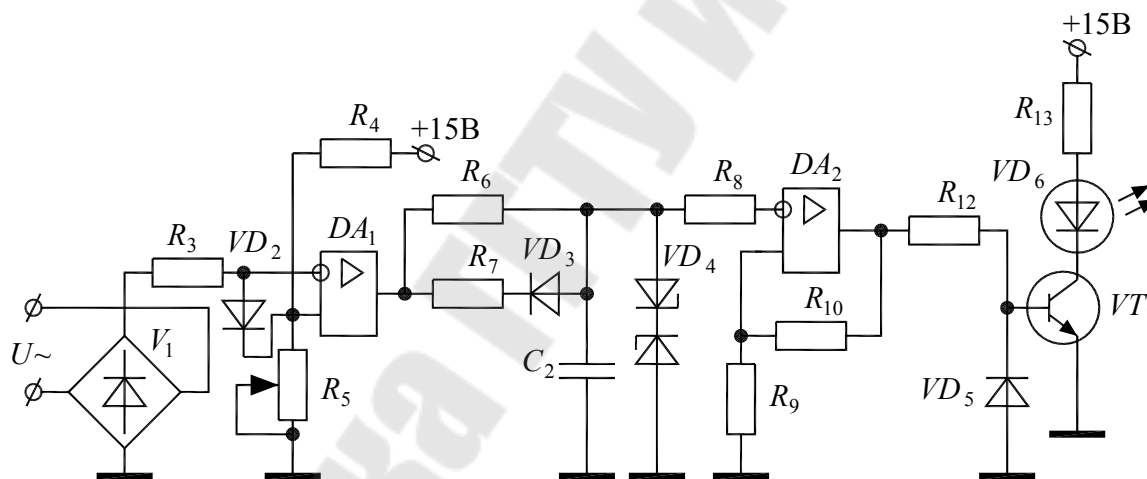 +15В
R13
R4
+15В
R6
R8
DA2
R12
VD6
R3
VD2
DA1
R7
VD3
VD4
R10
VT
U~
V1
R5
C2
R9
VD5